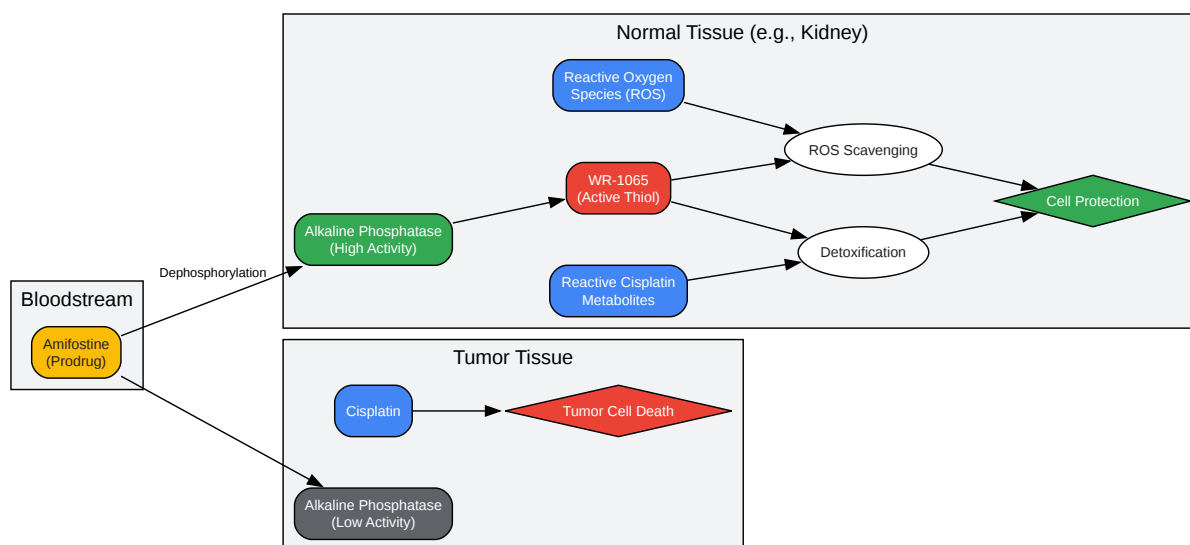 Normal Tissue (e.g., Kidney)
Reactive Oxygen
Species (ROS)
ROS Scavenging
WR-1065
(Active Thiol)
Cell Protection
Alkaline Phosphatase
(High Activity)
Detoxification
Dephosphorylation
Reactive Cisplatin
Metabolites
Bloodstream
Amifostine
(Prodrug)
Tumor Tissue
Cisplatin
Tumor Cell Death
Alkaline Phosphatase
(Low Activity)